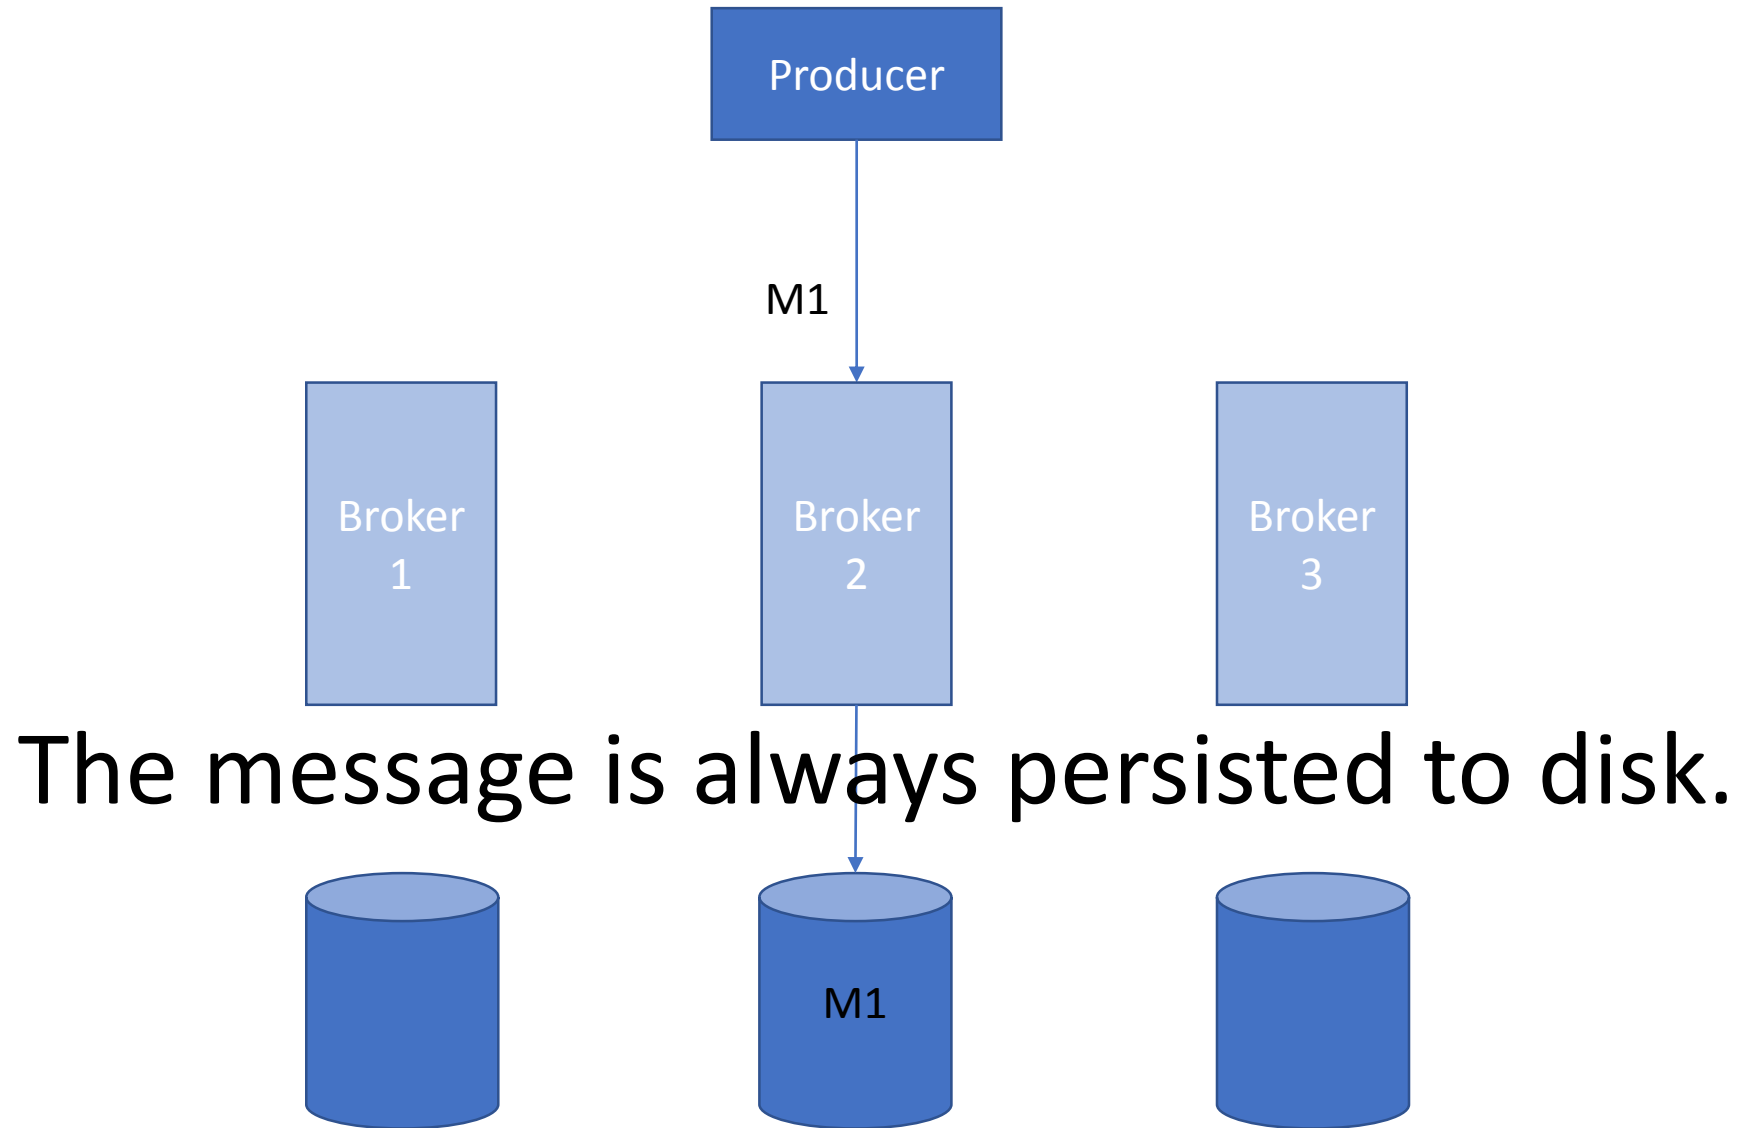 Producer
M1
Broker
1
Broker
2
Broker
3
The message is always persisted to disk.
M1